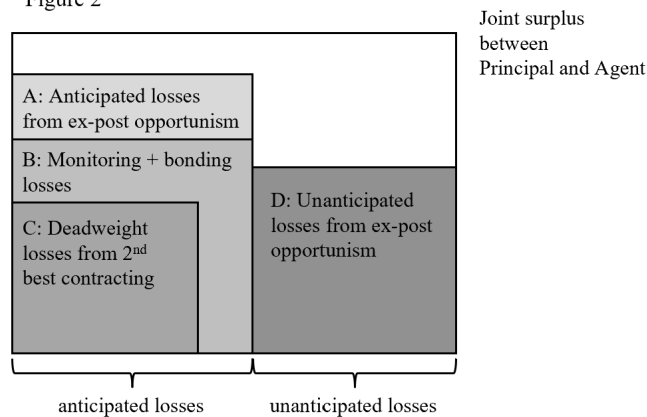 Figure 2
Joint surplus
between
Principal and Agent
A: Anticipated losses
from ex-post opportunism
B: Monitoring + bonding
losses
C: Deadweight
losses from 2nd
best contracting
D: Unanticipated
losses from ex-post
opportunism
anticipated losses
unanticipated losses